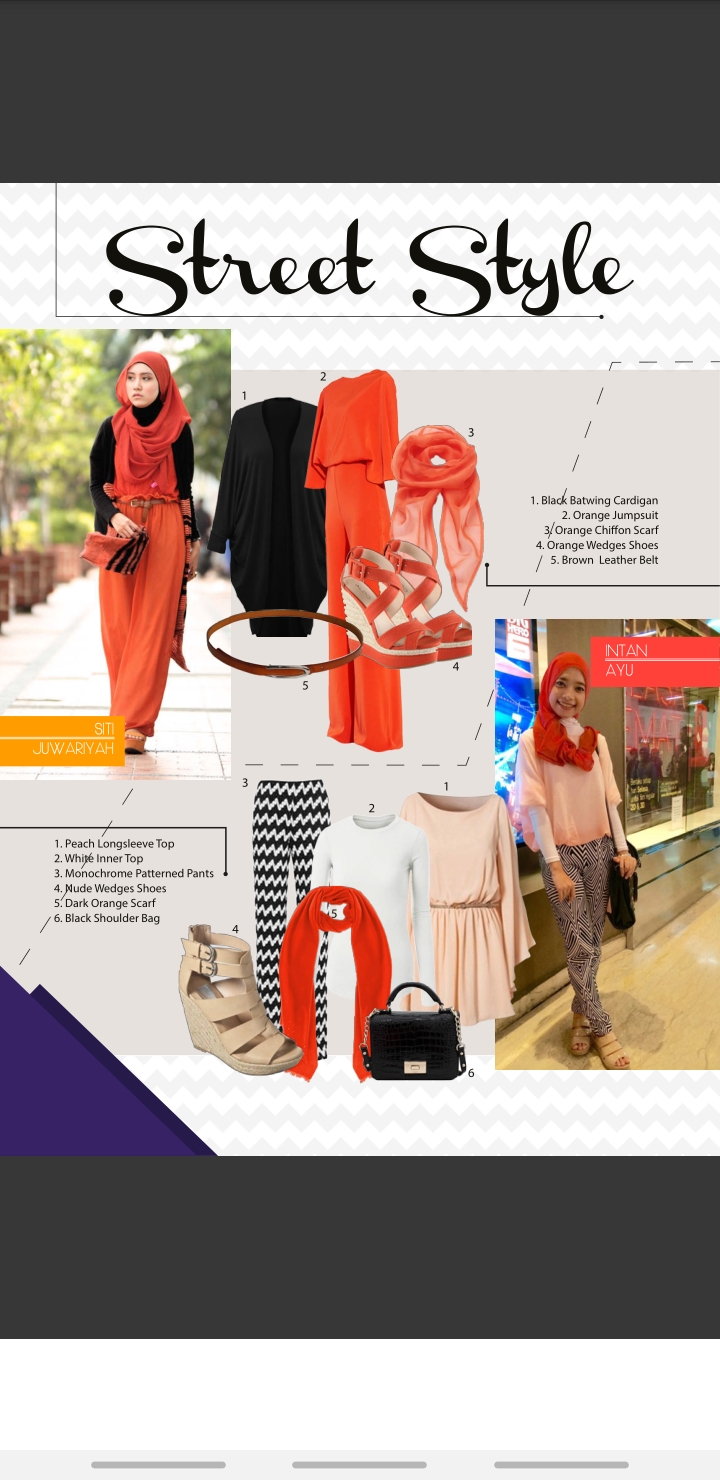 Street Style
1
2
3
4
5
1. Black Batwing Cardigan
2. Orange Jumpsuit
3. Orange Chiffon Scarf
4. Orange Wedges Shoes
5. Brown  Leather Belt
SITI
JUWARIYAH
INTAN
AYU
1. Peach Longsleeve Top
2. White Inner Top
3. Monochrome Patterned Pants
4. Nude Wedges Shoes
5. Dark Orange Scarf
6. Black Shoulder Bag
3
2
1
4
5
6